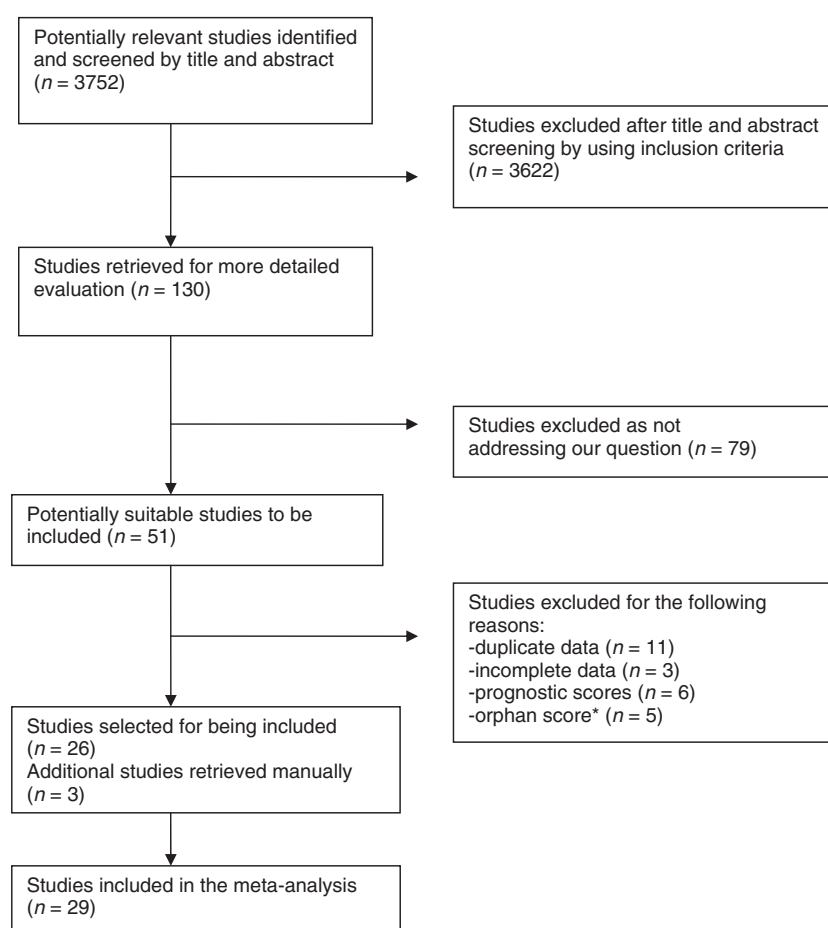 Potentially relevant studies identified
and screened by title and abstract
(n = 3752)
Studies excluded after title and abstract
screening by using inclusion criteria
(n = 3622)
Studies retrieved for more detailed
evaluation (n = 130)
Studies excluded as not
addressing our question (n = 79)
Potentially suitable studies to be
included (n = 51)
Studies excluded for the following
reasons:
-duplicate data (n = 11)
-incomplete data (n = 3)
-prognostic scores (n = 6)
-orphan score* (n = 5)
Studies selected for being included
(n = 26)
Additional studies retrieved manually
(n = 3)
Studies included in the meta-analysis
(n = 29)